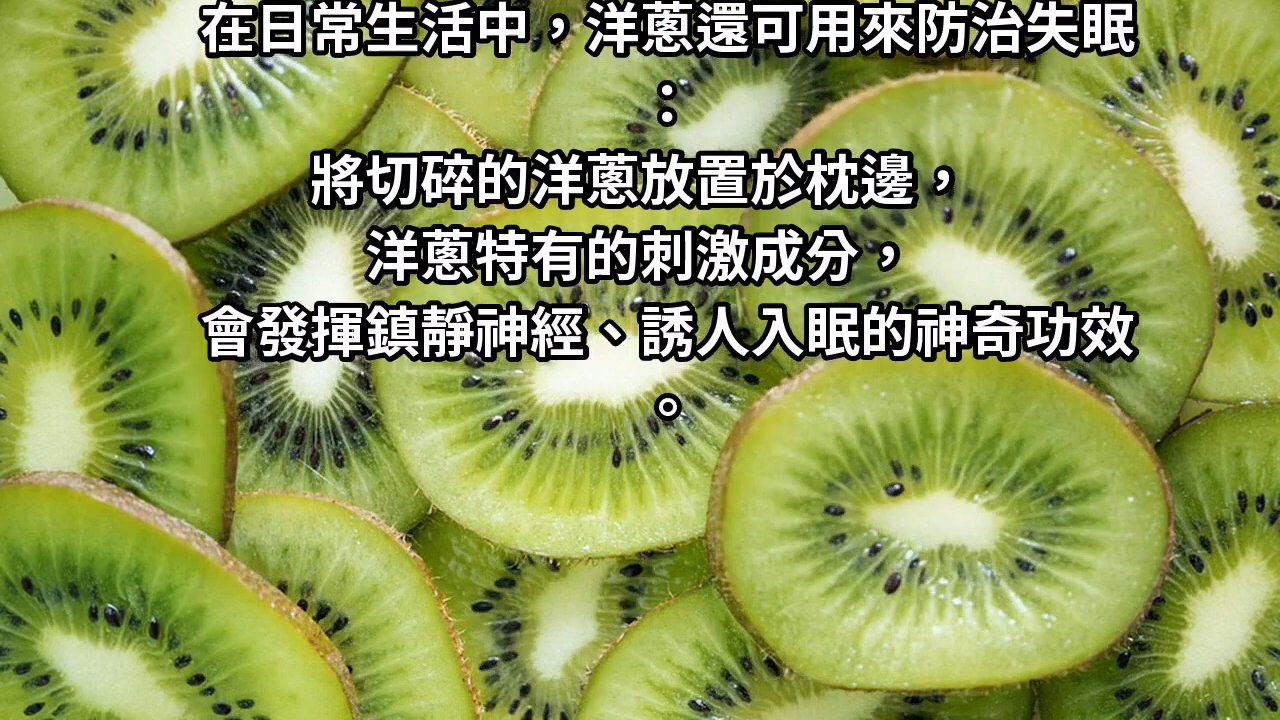 在日常生活中，洋蔥還可用來防治失眠
：
將切碎的洋蔥放置於枕邊，
洋蔥特有的刺激成分，
會發揮鎮靜神經、誘人入眠的神奇功效
。